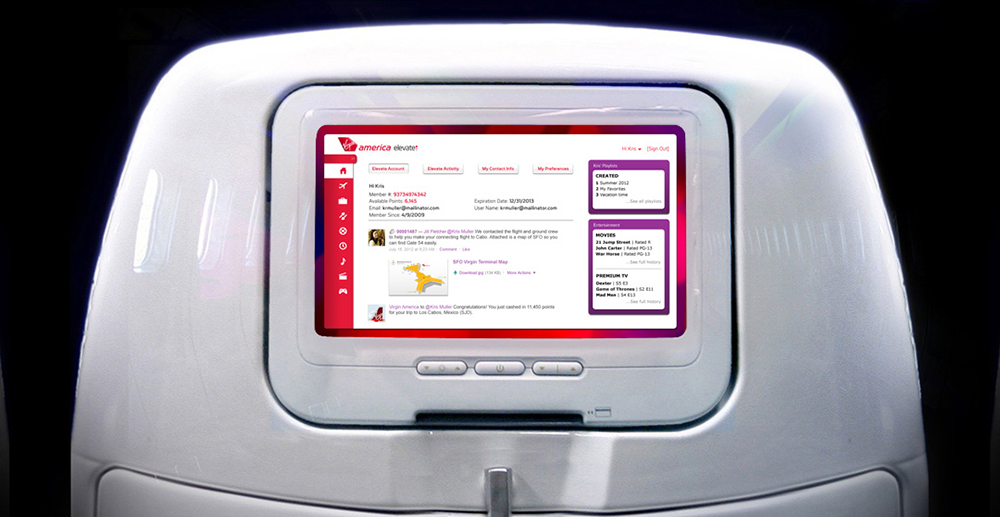 Virgin america elevate
Hi Kris [Sign Out]
Elevate Account Elevate Activity My Contact Info My Preferences
Hi Kris
Member #: 93734974342
Available Points: 6,145 Expiration Date: 12/31/2013
Email: krmuller@mailinator.com User Name: krmuller@mailinator.com
Member Since: 4/9/2009
00001487 — Jill Fletcher@Kris Muller We contacted the flight and ground crew
to help you make your connecting flight to Cabo. Attached is a map of SFO so you
can find Gate 54 easily.
July 18, 2012 at 9:23 AM · Comment · Like
SFO Virgin Terminal Map
Download jpg (134 KB) · More Actions
Virgin America to @Kris Muller Congratulations! You just cashed in 11,450 points
for your trip to Los Cabos, Mexico (SJD).
Kris' Playlists
CREATED
1 Summer 2012
2 My Favorites
3 Vacation time
...See all playlists
Entertainment
MOVIES
21 Jump Street | Rated R
John Carter | Rated PG-13
War Horse | Rated PG-13
...See full history
PREMIUM TV
Dexter | S5 E3
Game of Thrones | S2 E11
Mad Men | S4 E13
...See full history